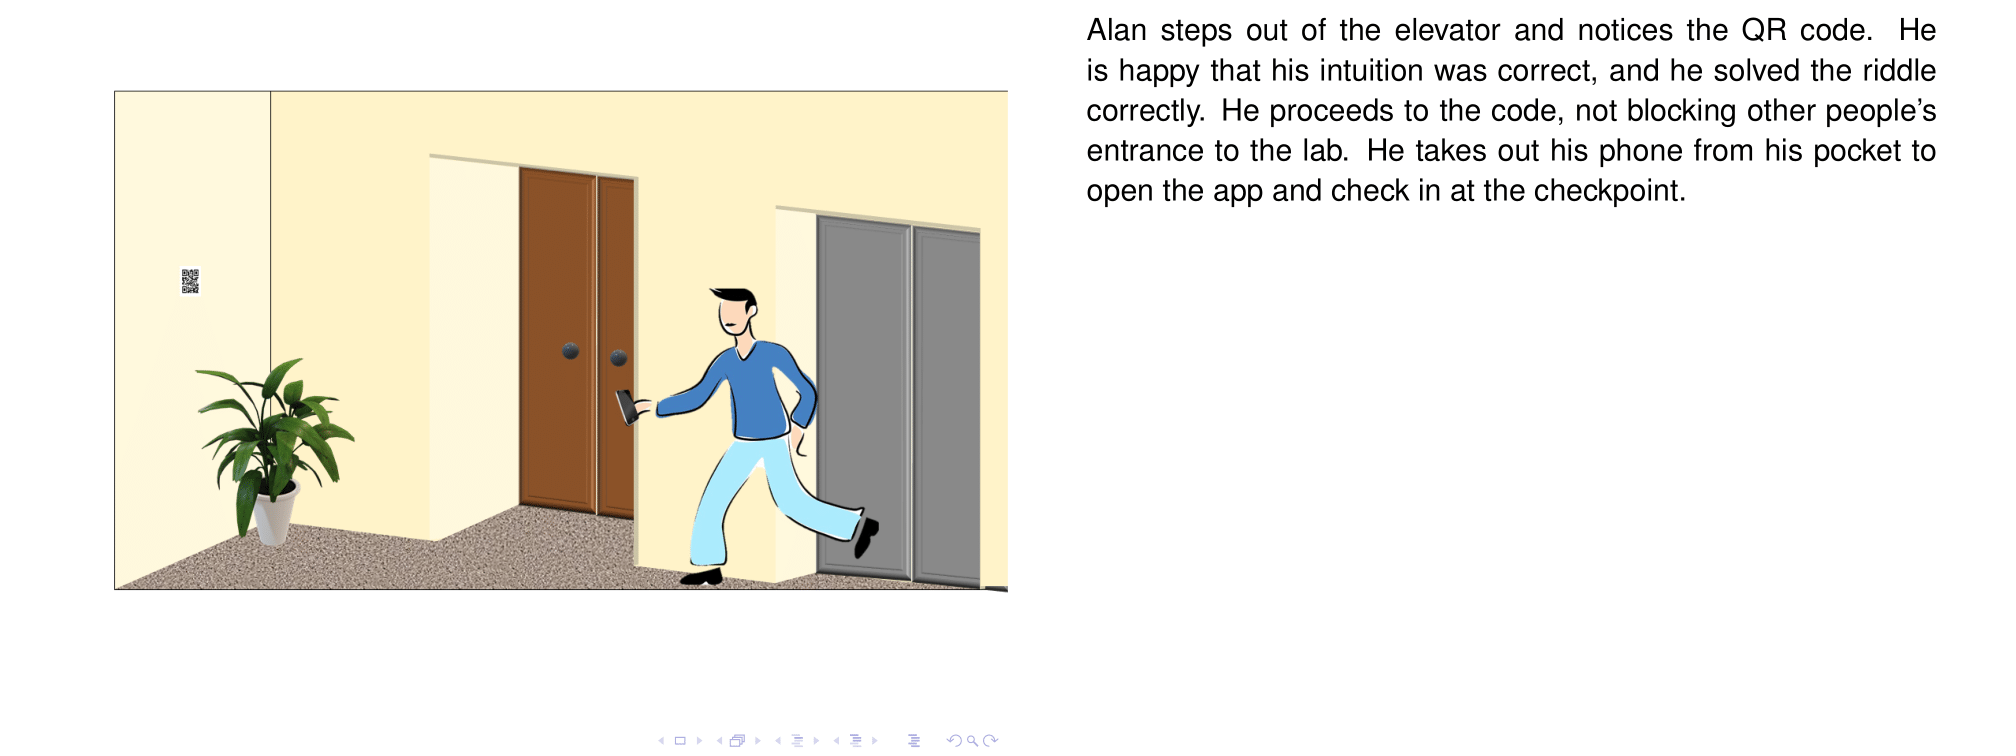 Alan steps out of the elevator and notices the QR code. He
is happy that his intuition was correct, and he solved the riddle
correctly. He proceeds to the code, not blocking other people's
entrance to the lab. He takes out his phone from his pocket to
open the app and check in at the checkpoint.